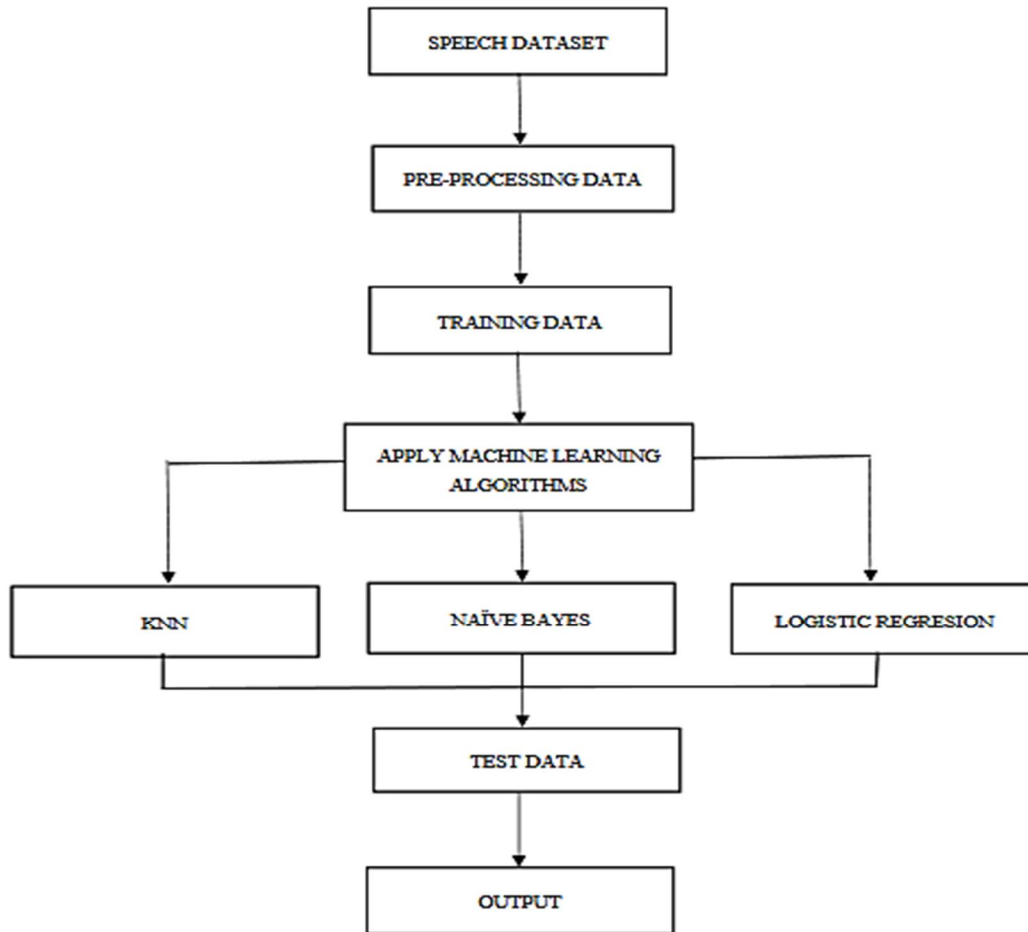 SPEECH DATASET
PRE-PROCESSING DATA
TRAINING DATA
APPLY MACHINE LEARNING
ALGORITHMS
KNN
NAÏVE BAYES
LOGISTIC REGRESION
TEST DATA
OUTPUT